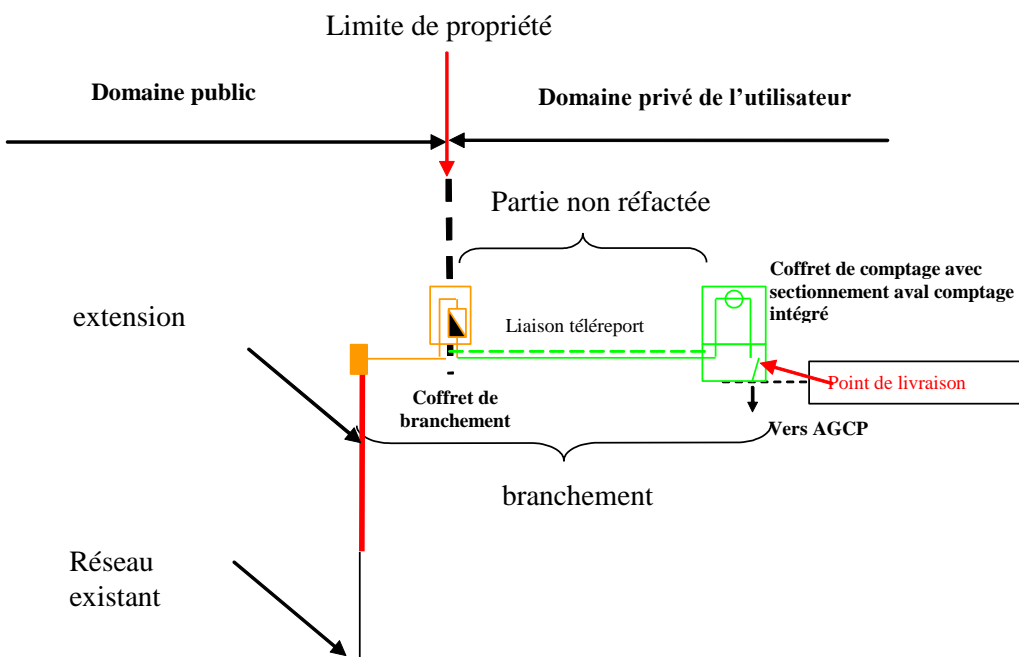 Limite de propriété
Domaine public
Domaine privé de l’utilisateur
Partie non réfactée
Coffret de comptage avec
sectionnement aval comptage
intégré
extension
Liaison téléreport
Point de livraison
Coffret de
branchement
Vers AGCP
branchement
Réseau
existant